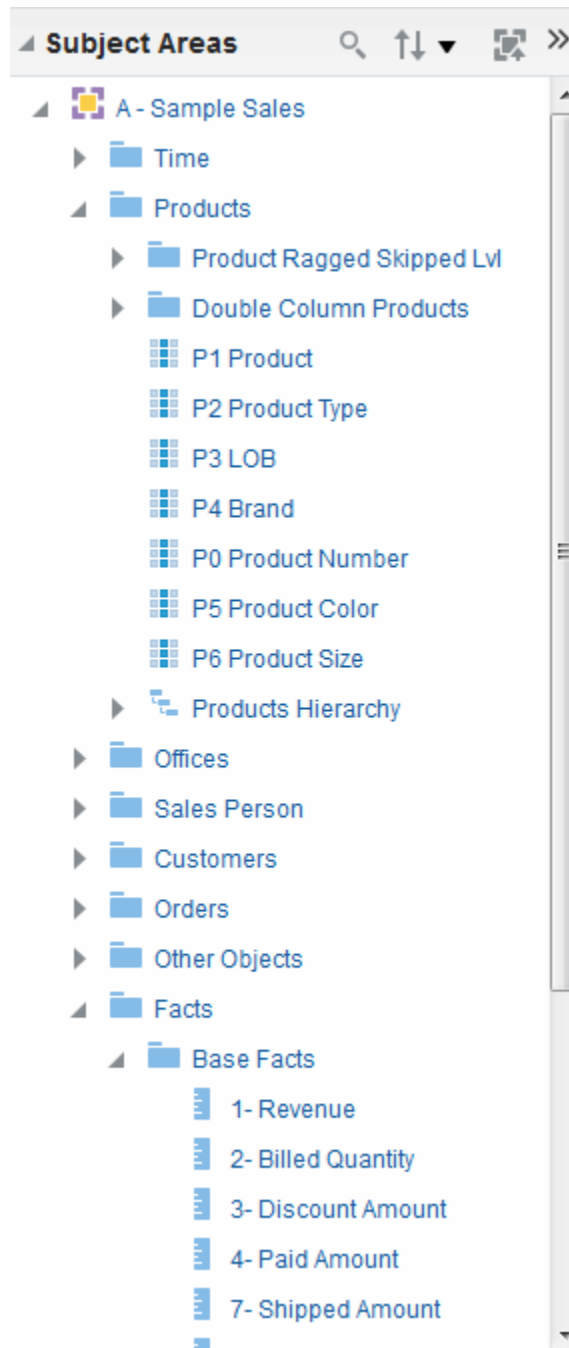 Subject Areas
A - Sample Sales
Time
Products
Product Ragged Skipped Lvl
Double Column Products
P1 Product
P2 Product Type
P3 LOB
P4 Brand
P0 Product Number
P5 Product Color
P6 Product Size
Products Hierarchy
Offices
Sales Person
Customers
Orders
Other Objects
Facts
Base Facts
1- Revenue
2- Billed Quantity
3- Discount Amount
4- Paid Amount
7- Shipped Amount